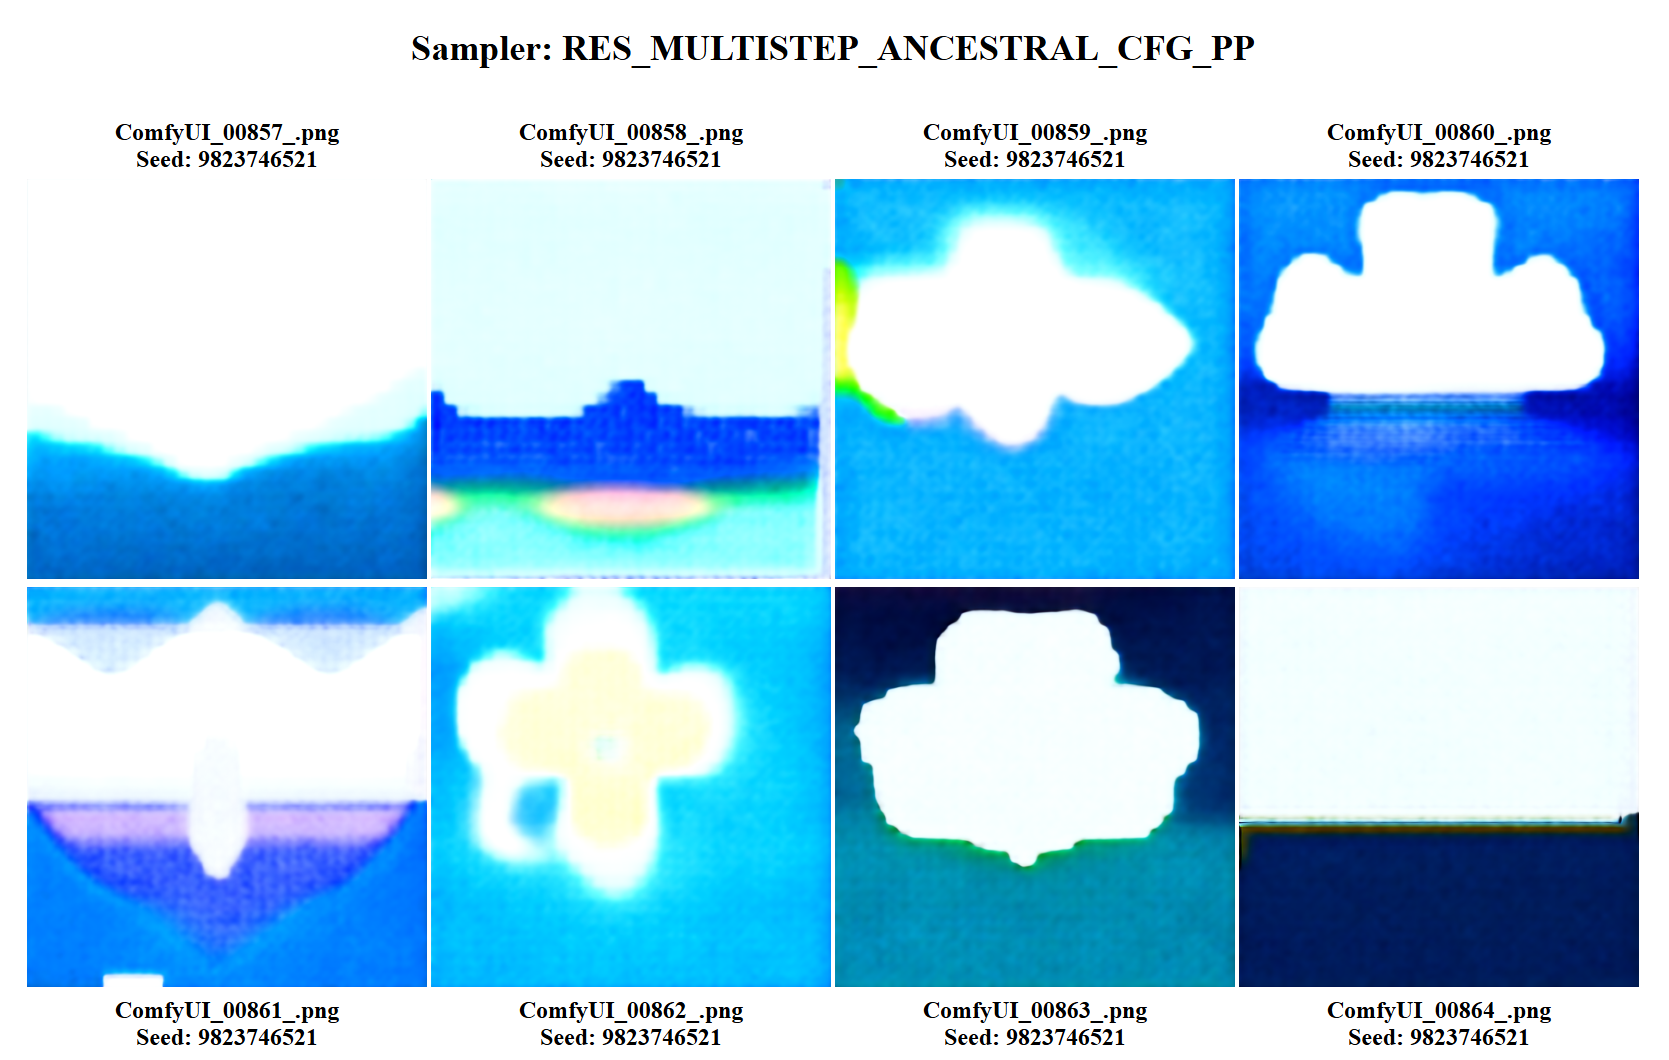 Sampler: RES_MULTISTEP_ANCESTRAL_CFG_PP
ComfyUI_00857_.png
Seed: 9823746521
ComfyUI_00858_.png
Seed: 9823746521
ComfyUI_00859_.png
Seed: 9823746521
ComfyUI_00860_.png
Seed: 9823746521
ComfyUI_00861_.png
Seed: 9823746521
ComfyUI_00862_.png
Seed: 9823746521
ComfyUI_00863_.png
Seed: 9823746521
ComfyUI_00864_.png
Seed: 9823746521